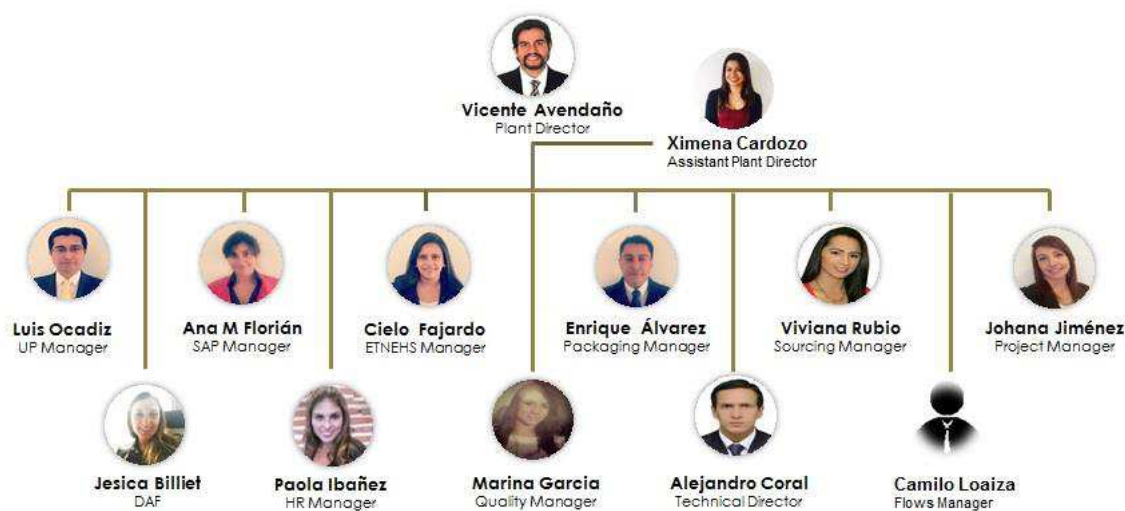 Vicente Avendaño
Plant Director
Ximena Cardozo
Assistant Plant Director
Luis Ocadiz
UP Manager
Ana M Florián
SAP Manager
Cielo Fajardo
ETNEHS Manager
Enrique Álvarez
Packaging Manager
Viviana Rubio
Sourcing Manager
Johana Jiménez
Project Manager
Jesica Billiet
DAF
Paola Ibañez
HR Manager
Marina Garcia
Quality Manager
Alejandro Coral
Technical Director
Camilo Loaiza
Flows Manager